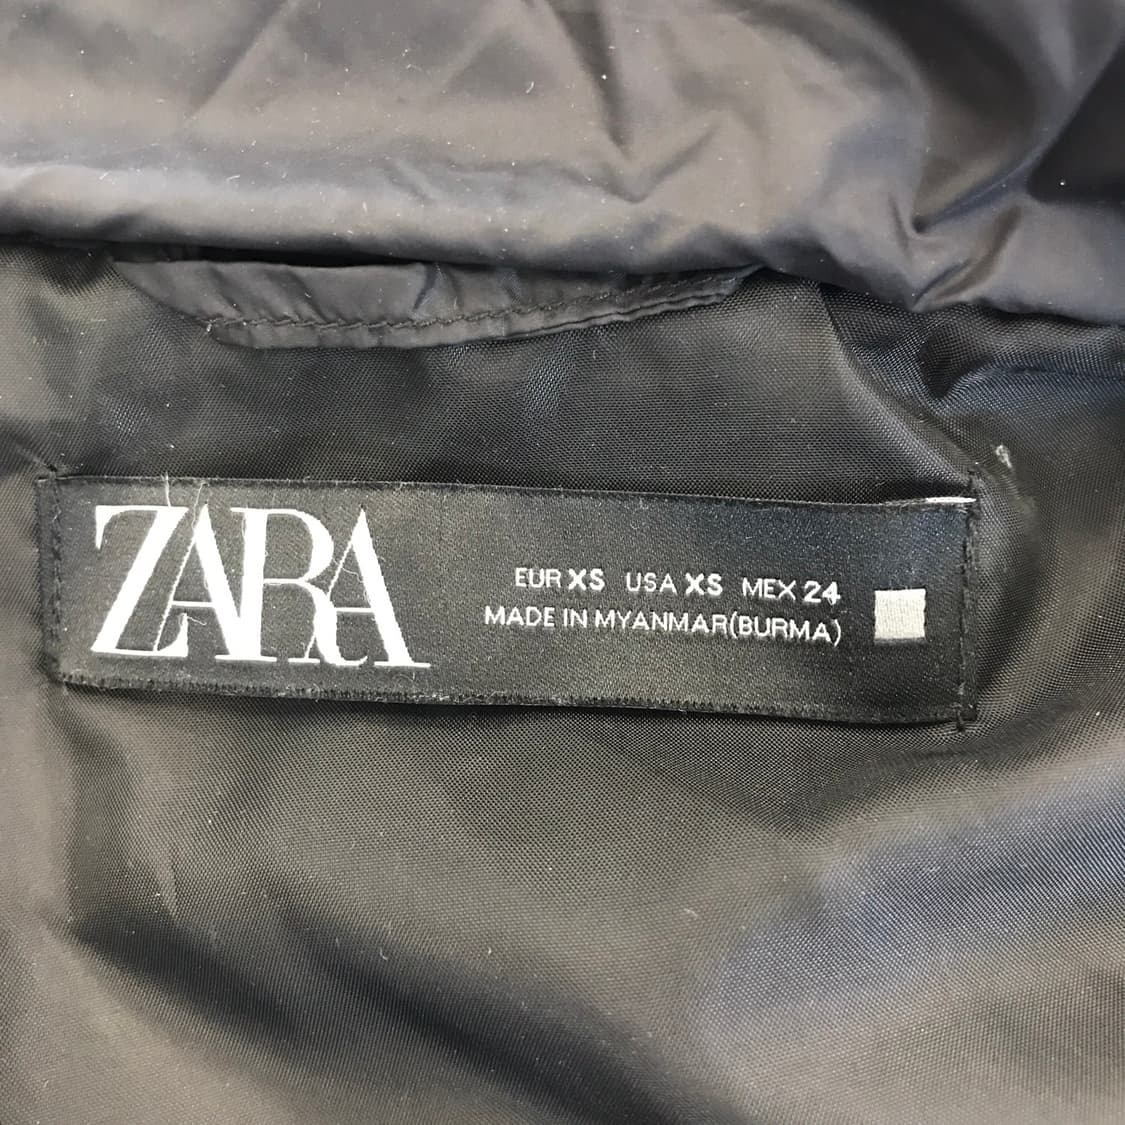 ZARA
EUR XS USA XS MEX 24
MADE IN MYANMAR(BURMA)